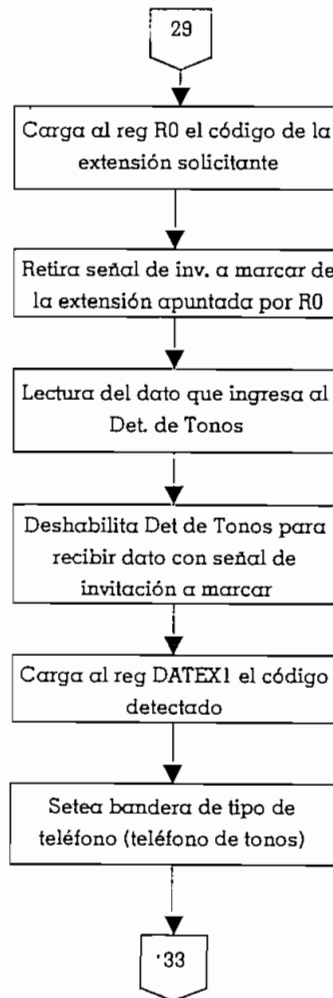 29
Carga al reg R0 el código de la
extensión solicitante
Retira señal de inv. a marcar de
la extensión apuntada por R0
Lectura del dato que ingresa al
Det. de Tonos
Deshabilita Det de Tonos para
recibir dato con señal de
invitación a marcar
Carga al reg DATEX1 el código
detectado
Setea bandera de tipo de
teléfono (teléfono de tonos)
33